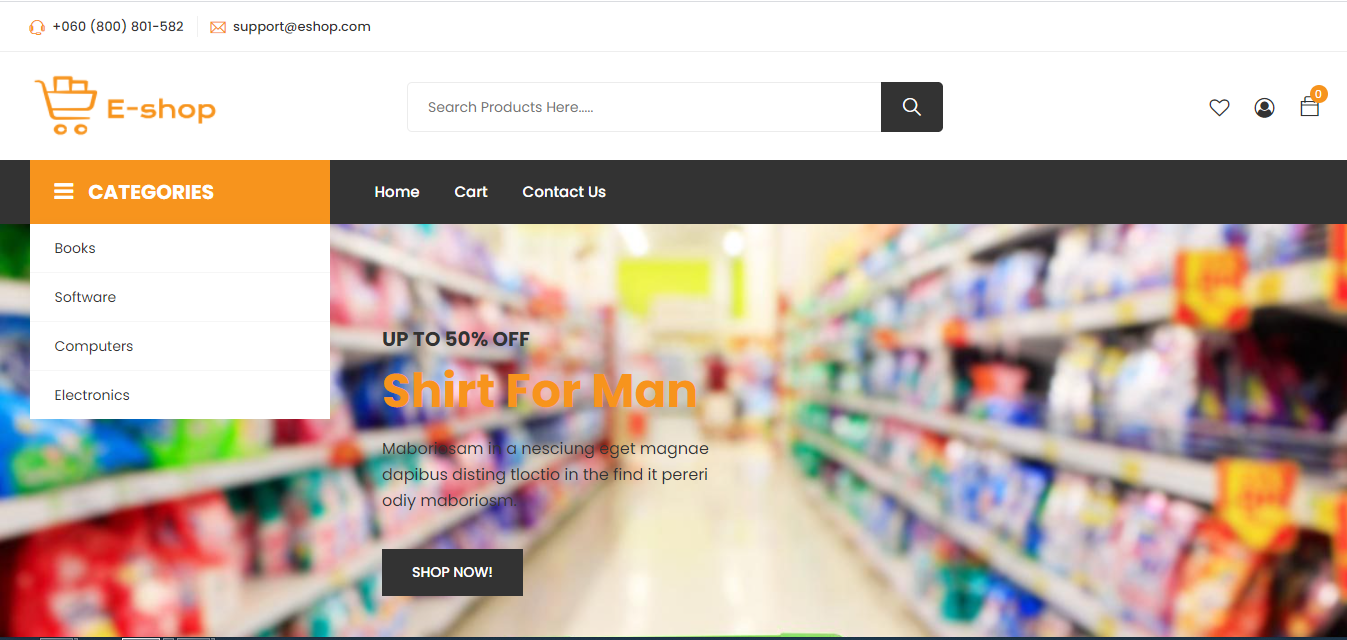 +060 (800) 801-582
support@eshop.com
E-shop
Search Products Here.....
0
CATEGORIES
Home
Cart
Contact Us
Books
Software
Computers
Electronics
UP TO 50% OFF
Shirt For Man
Maboriosam in a nesciung eget magnae
dapibus disting tloctio in the find it pereri
odiy maboriosm.
SHOP NOW!